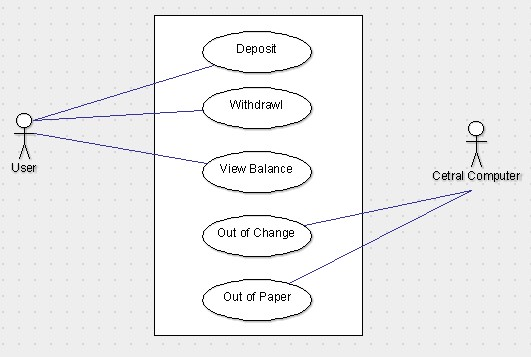 Deposit
Withdrawl
View Balance
Out of Change
Out of Paper
User
Cetral Computer